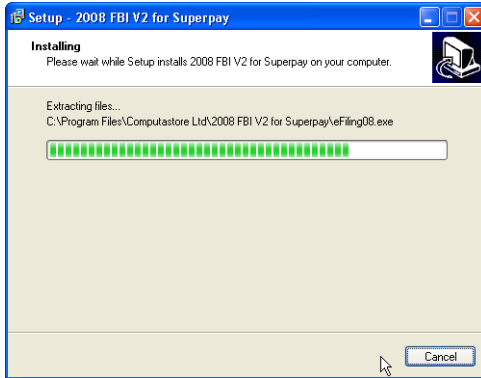 Setup - 2008 FBI V2 for Superpay
Installing
Please wait while Setup installs 2008 FBI V2 for Superpay on your computer.
Extracting files...
C:\Program Files\Computastore Ltd\2008 FBI V2 for Superpay\eFiling08.exe
Cancel